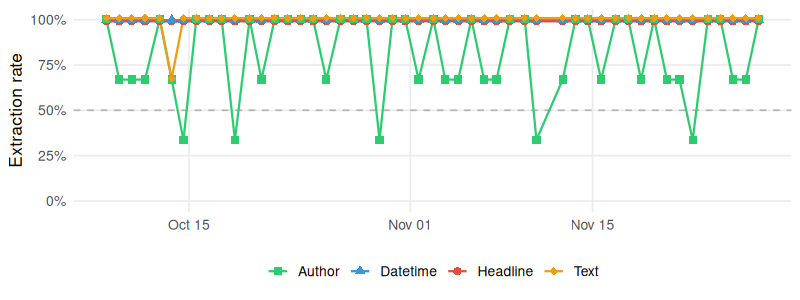 100%
75%
50%
25%
0%
Extraction rate
Oct 15
Nov 01
Nov 15
Author
Datetime
Headline
Text